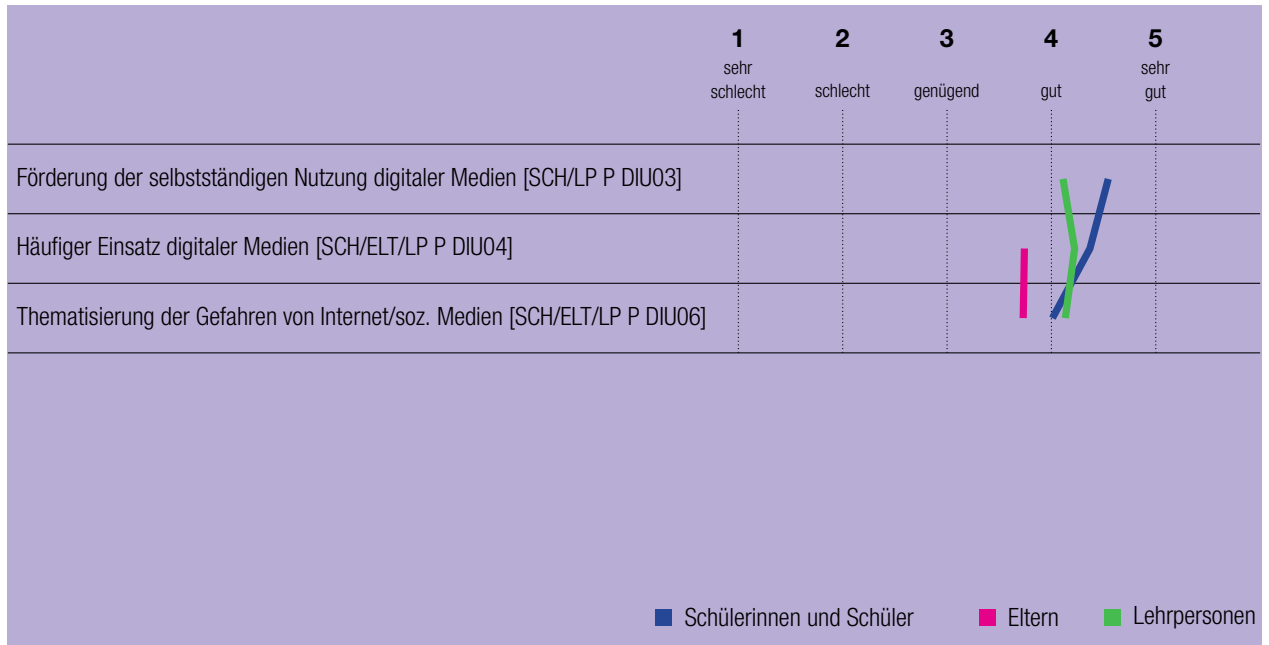 1 2 3 4 5
sehr schlecht schlecht genügend gut sehr gut
Förderung der selbstständigen Nutzung digitaler Medien [SCH/LP P DIU03]
Häufiger Einsatz digitaler Medien [SCH/ELT/LP P DIU04]
Thematisierung der Gefahren von Internet/soz. Medien [SCH/ELT/LP P DIU06]
Schülerinnen und Schüler Eltern Lehrpersonen